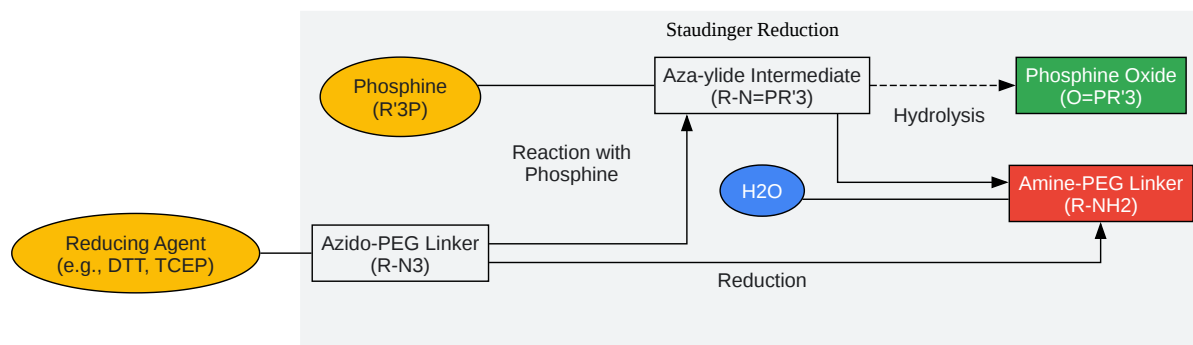 Staudinger Reduction
Phosphine
(R'3P)
Aza-ylide Intermediate
(R-N=PR'3)
Phosphine Oxide
(O=PR'3)
Hydrolysis
Reaction with
Phosphine
H2O
Amine-PEG Linker
(R-NH2)
Reducing Agent
(e.g., DTT, TCEP)
Azido-PEG Linker
(R-N3)
Reduction